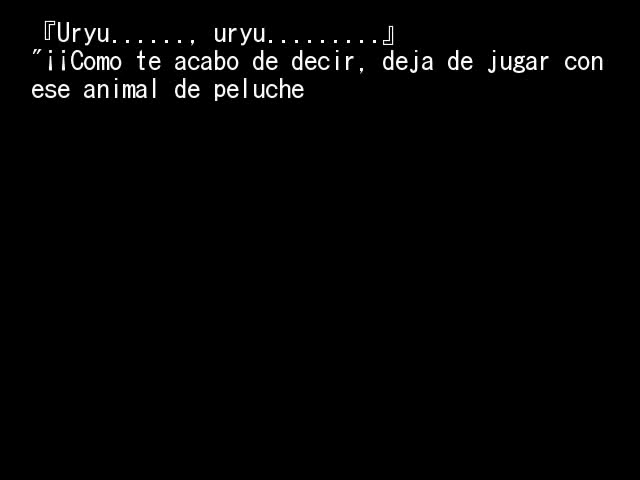 『Uryu......, uryu.........』
"¡¡Como te acabo de decir, deja de jugar con
ese animal de peluche